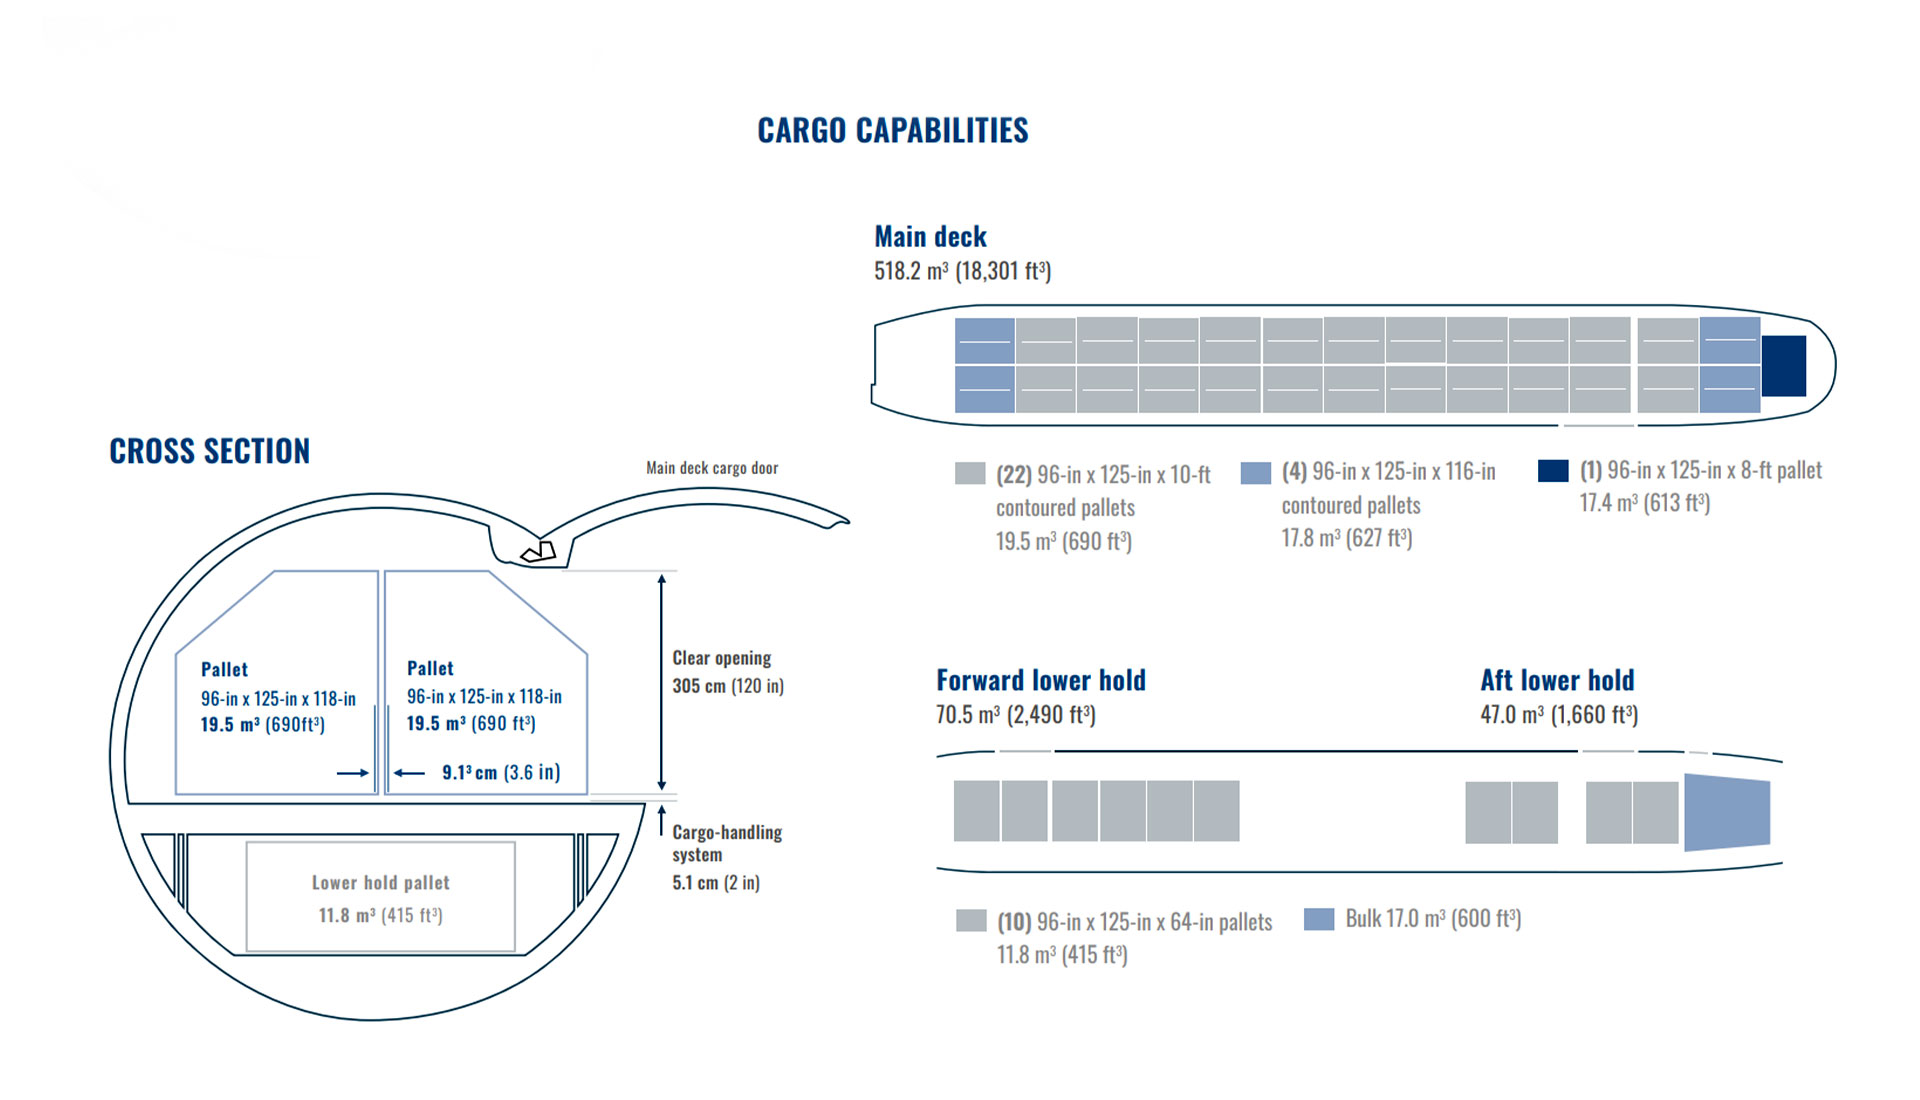 CARGO CAPABILITIES
Main deck
518.2 m³ (18,301 ft³)
(22) 96-in x 125-in x 10-ft
contoured pallets
19.5 m³ (690 ft³)
(4) 96-in x 125-in x 116-in
contoured pallets
17.8 m³ (627 ft³)
(1) 96-in x 125-in x 8-ft pallet
17.4 m³ (613 ft³)
CROSS SECTION
Main deck cargo door
Pallet
96-in x 125-in x 118-in
19.5 m³ (690ft³)
Pallet
96-in x 125-in x 118-in
19.5 m³ (690 ft³)
9.1³ cm (3.6 in)
Clear opening
305 cm (120 in)
Cargo-handling
system
5.1 cm (2 in)
Lower hold pallet
11.8 m³ (415 ft³)
Forward lower hold
70.5 m³ (2,490 ft³)
Aft lower hold
47.0 m³ (1,660 ft³)
(10) 96-in x 125-in x 64-in pallets
11.8 m³ (415 ft³)
Bulk 17.0 m³ (600 ft³)